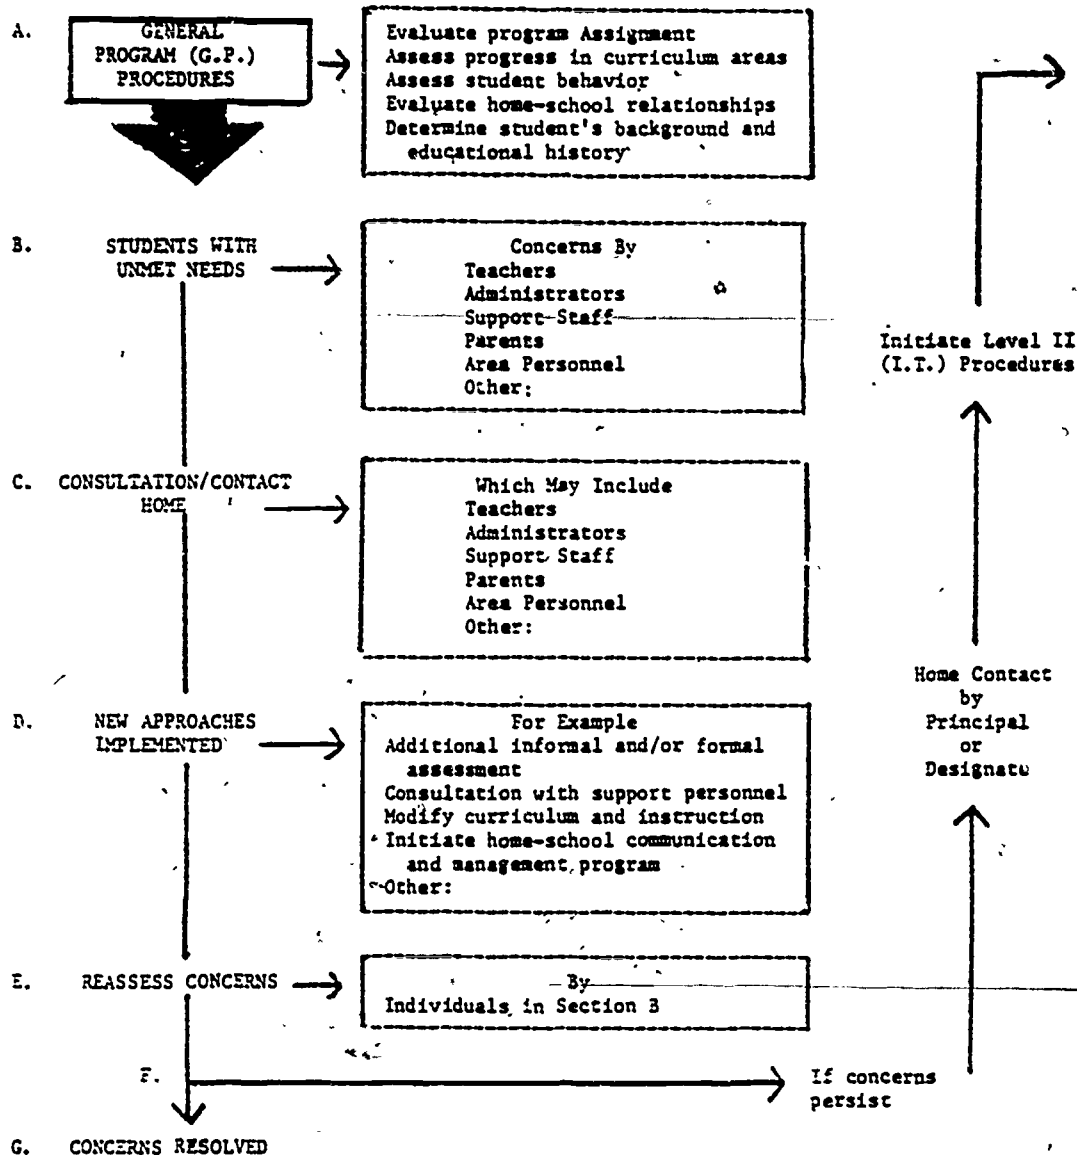 A. GENERAL
PROGRAM (G.P.)
PROCEDURES
Evaluate program Assignment
Assess progress in curriculum areas
Assess student behavior
Evaluate home-school relationships
Determine student's background and
educational history
B. STUDENTS WITH
UNMET NEEDS
Concerns By
Teachers
Administrators
Support Staff
Parents
Area Personnel
Other:
C. CONSULTATION/CONTACT
HOME
Which May Include
Teachers
Administrators
Support Staff
Parents
Area Personnel
Other:
D. NEW APPROACHES
IMPLEMENTED
For Example
Additional informal and/or formal
assessment
Consultation with support personnel
Modify curriculum and instruction
Initiate home-school communication
and management program
Other:
E. REASSESS CONCERNS
By
Individuals in Section B
F.
If concerns
persist
G. CONCERNS RESOLVED
Home Contact
by
Principal
or
Designate
Initiate Level II
(I.T.) Procedures